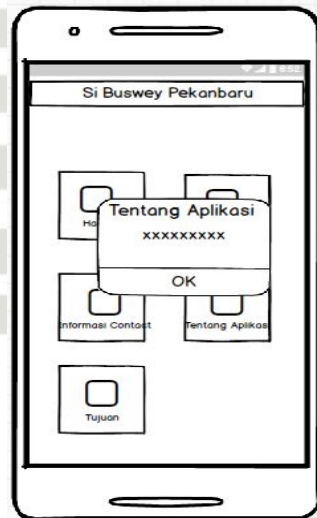 Si Buswey Pekanbaru
Tentang Aplikasi
xxxxxxxxx
OK
Informasi Contact
Tentang Aplikasi
Tujuan